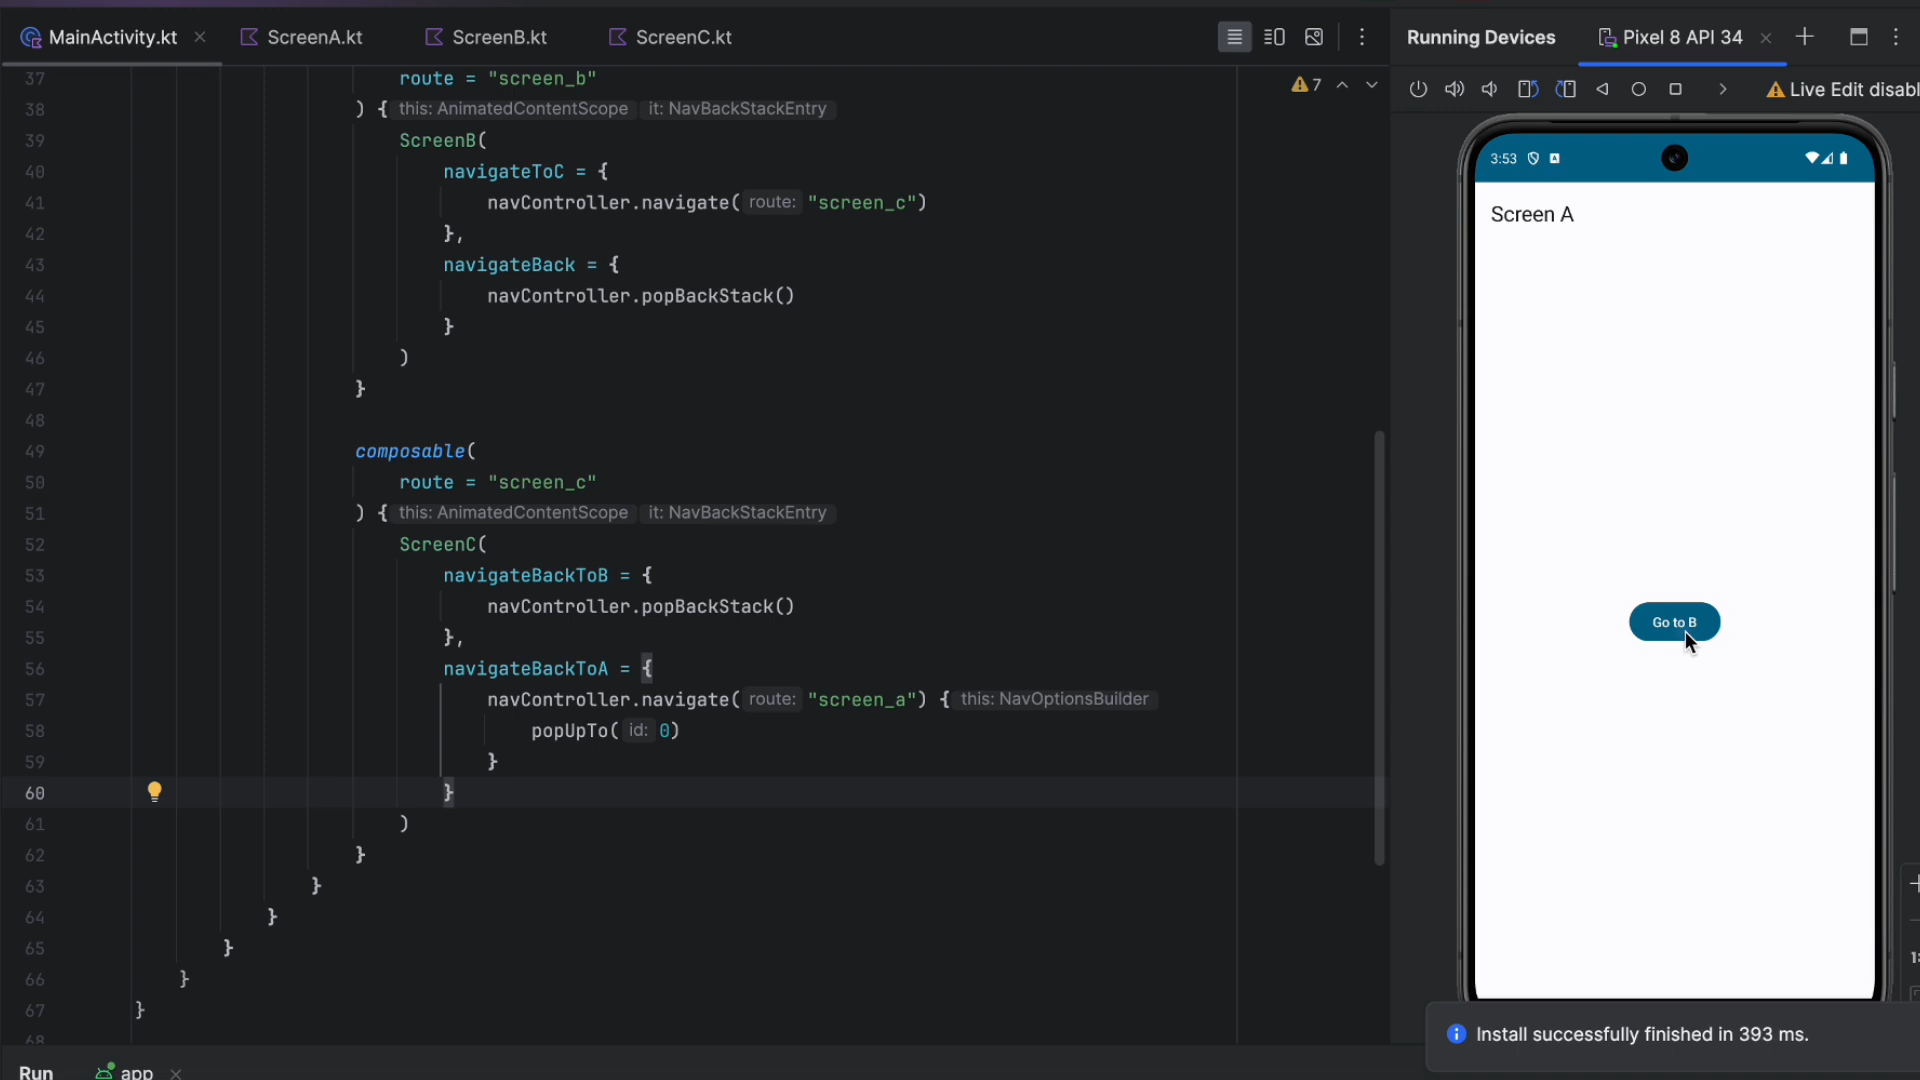 MainActivity.kt
ScreenA.kt
ScreenB.kt
ScreenC.kt
Running Devices
Pixel 8 API 34
7
Live Edit disabl
37 route = "screen_b"
38 ) { this: AnimatedContentScope it: NavBackStackEntry
39 ScreenB(
40 navigateToC = {
41 navController.navigate( route: "screen_c")
42 },
43 navigateBack = {
44 navController.popBackStack()
45 }
46 )
47 }
48
49 composable(
50 route = "screen_c"
51 ) { this: AnimatedContentScope it: NavBackStackEntry
52 ScreenC(
53 navigateBackToB = {
54 navController.popBackStack()
55 },
56 navigateBackToA = {
57 navController.navigate( route: "screen_a") { this: NavOptionsBuilder
58 popUpTo( id: 0)
59 }
60 }
61 )
62 }
63 }
64 }
65 }
66 }
67 }
68
3:53
Screen A
Go to B
1:
Install successfully finished in 393 ms.
Run
app